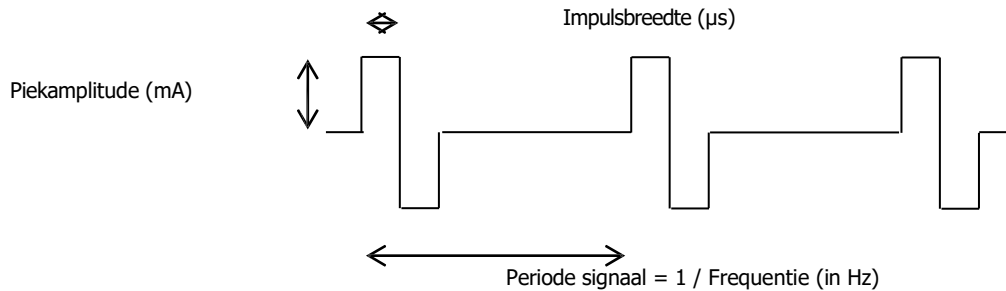 Impulsbreedte (µs)
Piekamplitude (mA)
Periode signaal = 1 / Frequentie (in Hz)